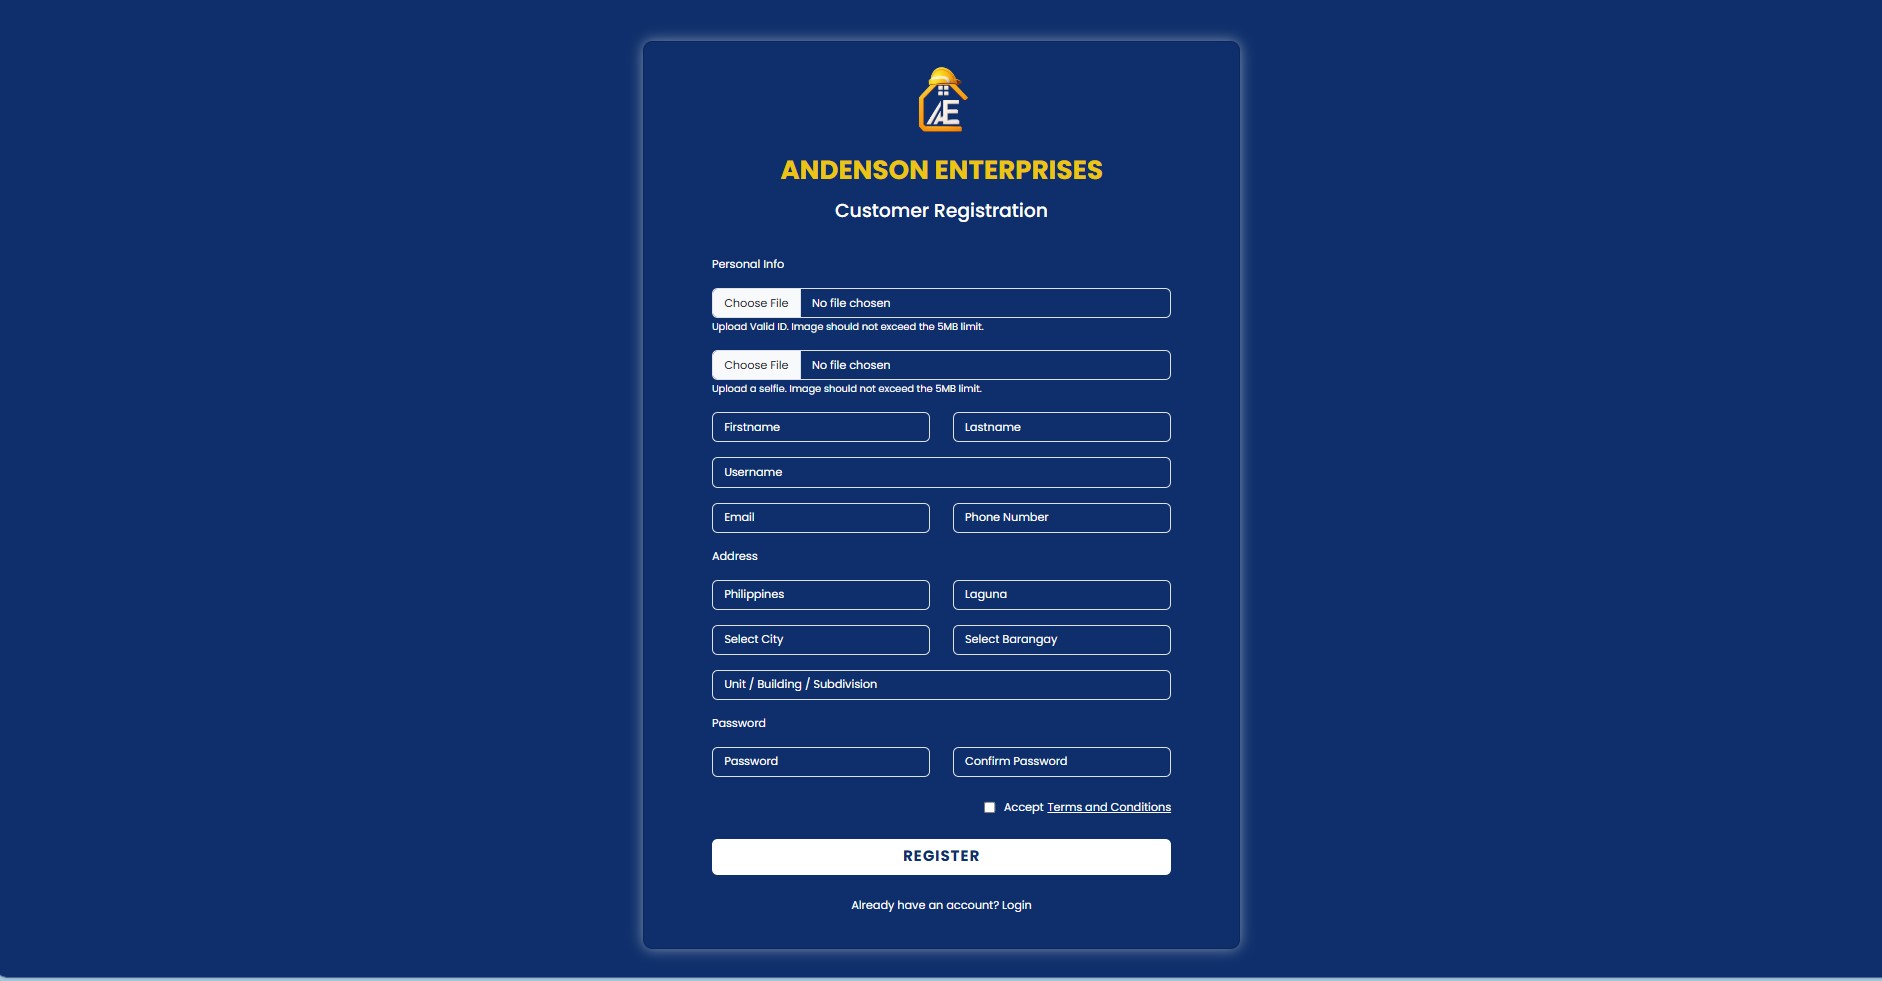 AE
ANDENSON ENTERPRISES
Customer Registration
Personal Info
Choose File No file chosen
Upload Valid ID. Image should not exceed the 5MB limit.
Choose File No file chosen
Upload a selfie. Image should not exceed the 5MB limit.
Firstname Lastname
Username
Email Phone Number
Address
Philippines Laguna
Select City Select Barangay
Unit / Building / Subdivision
Password
Password Confirm Password
Accept Terms and Conditions
REGISTER
Already have an account? Login